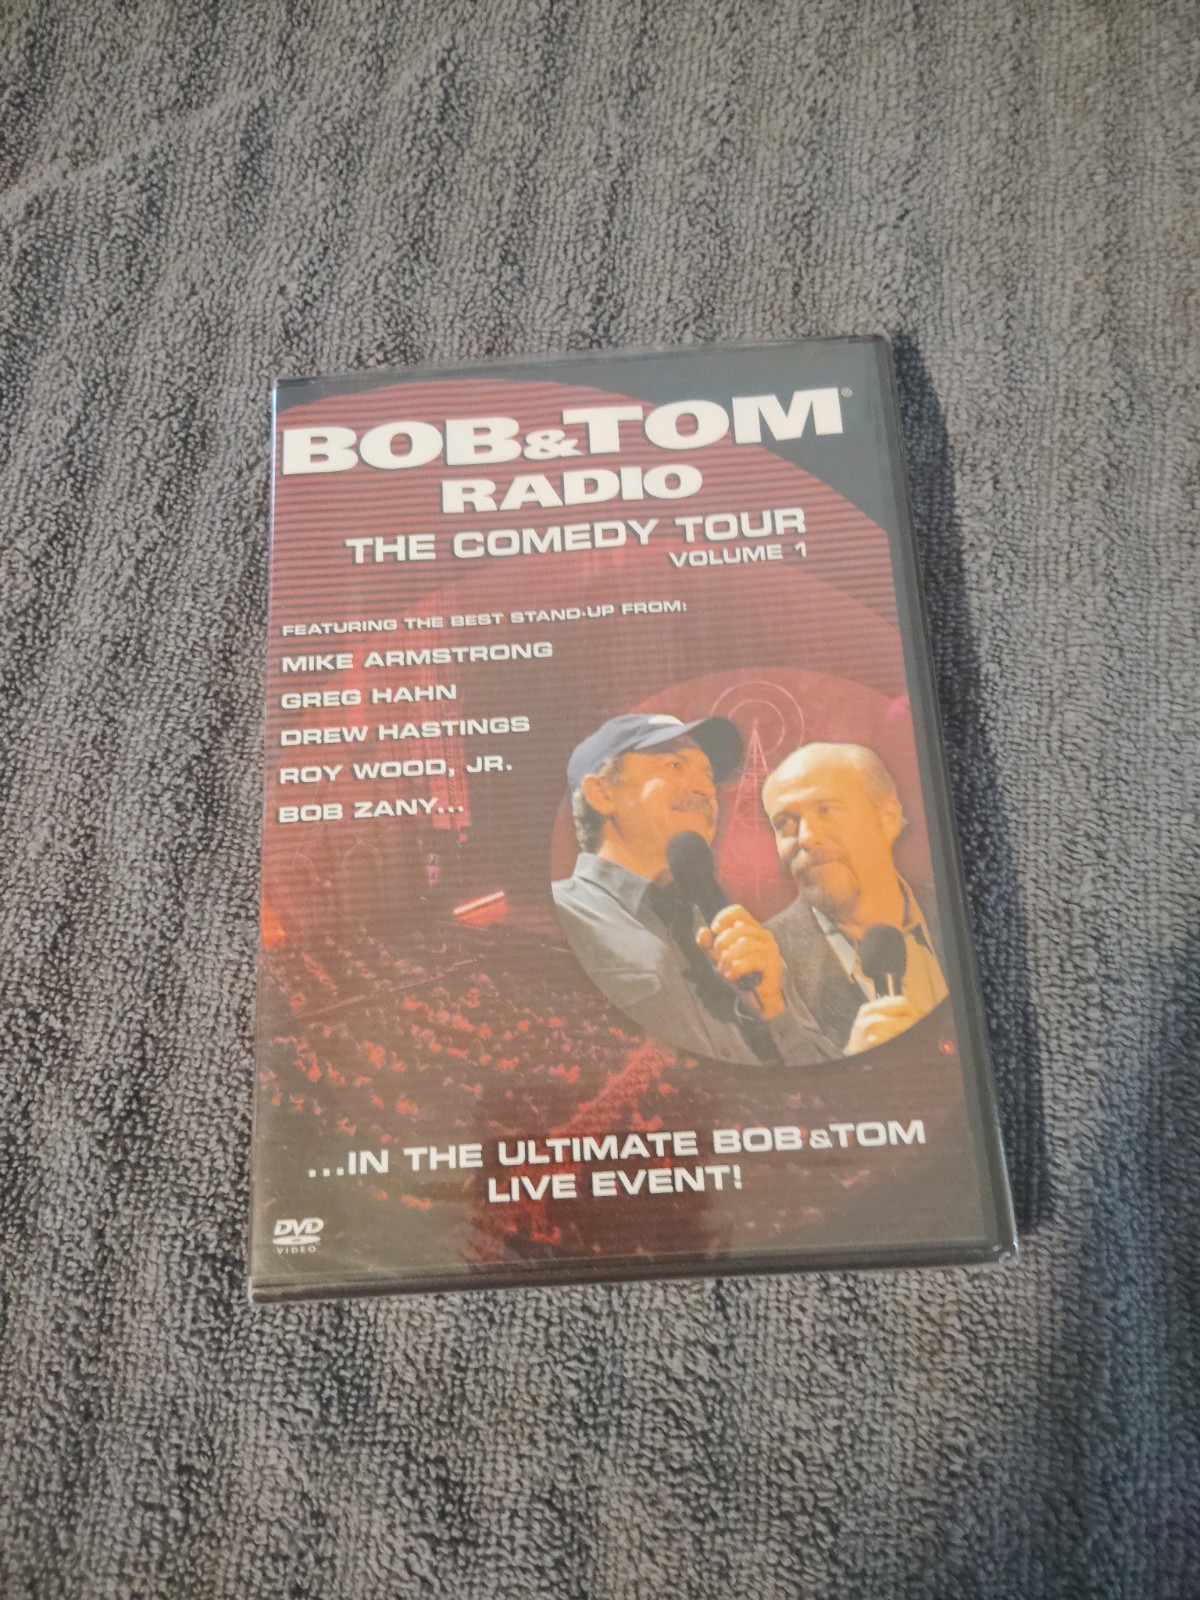 BOB&TOM®
RADIO
THE COMEDY TOUR
VOLUME 1
FEATURING THE BEST STAND-UP FROM:
MIKE ARMSTRONG
GREG HAHN
DREW HASTINGS
ROY WOOD, JR.
BOB ZANY...
...IN THE ULTIMATE BOB&TOM
LIVE EVENT!
DVD
VIDEO